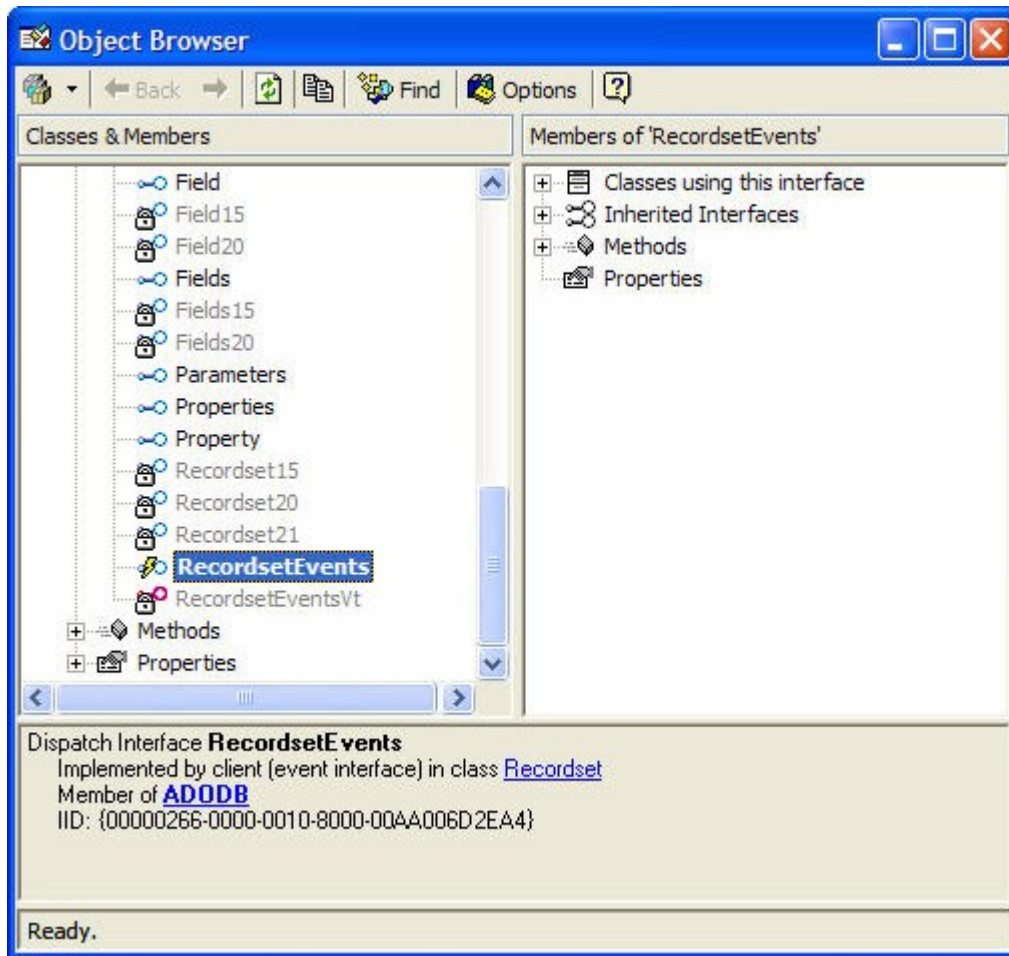 Object Browser
Back Find Options
Classes & Members
Members of 'RecordsetEvents'
Field
Field15
Field20
Fields
Fields15
Fields20
Parameters
Properties
Property
Recordset15
Recordset20
Recordset21
RecordsetEvents
RecordsetEventsVt
Methods
Properties
Classes using this interface
Inherited Interfaces
Methods
Properties
Dispatch Interface RecordsetEvents
Implemented by client (event interface) in class Recordset
Member of ADODB
IID: {00000266-0000-0010-8000-00AA006D2EA4}
Ready.